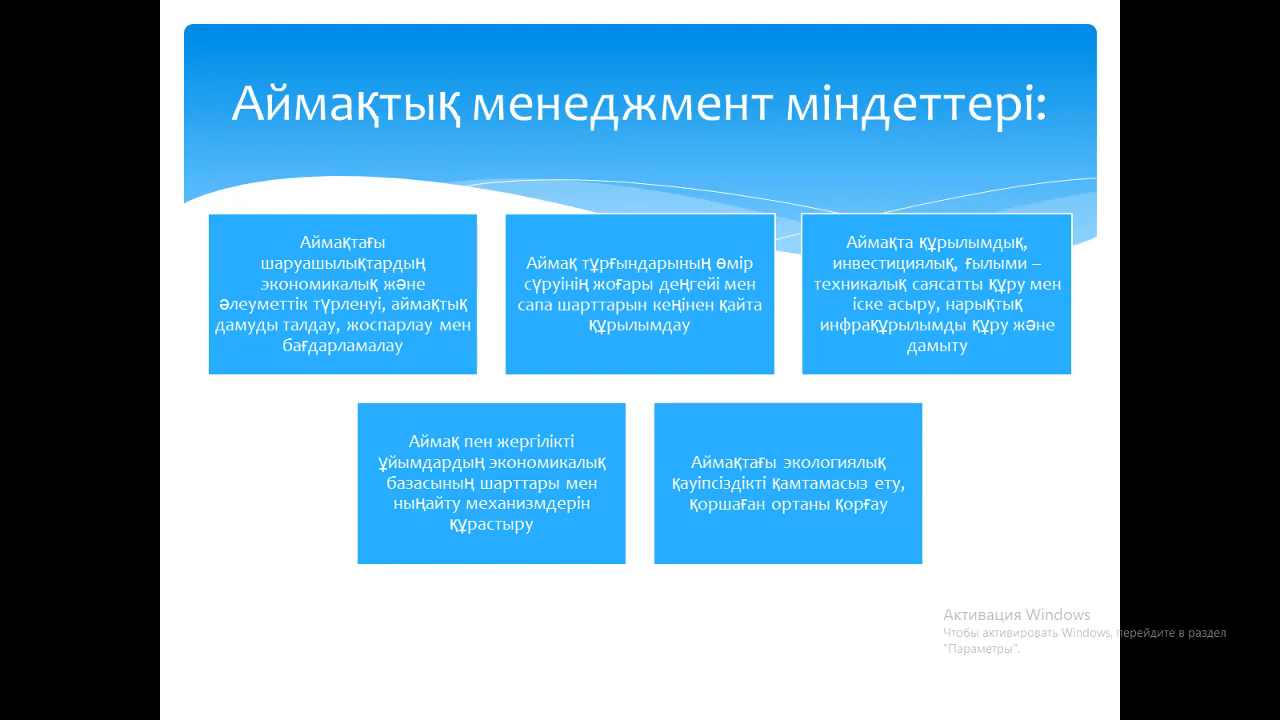 Аймақтық менеджмент міндеттері:
Аймақтағы
шаруашылықтардың
экономикалық және
әлеуметтік түрленуі, аймақтық
дамуды талдау, жоспарлау мен
бағдарламалау
Аймақ тұрғындарының өмір
сүруінің жоғары деңгейі мен
сапа шарттарын кеңінен қайта
құрылымдау
Аймақта құрылымдық,
инвестициялық, ғылыми –
техникалық саясатты құру мен
іске асыру, нарықтық
инфрақұрылымды құру және
дамыту
Аймақ пен жергілікті
ұйымдардың экономикалық
базасының шарттары мен
ныңайту механизмдерін
құрастыру
Аймақтағы экологиялық
қауіпсіздікті қамтамасыз ету,
қоршаған ортаны қорғау
Активация Windows
Чтобы активировать Windows, перейдите в раздел
"Параметры".